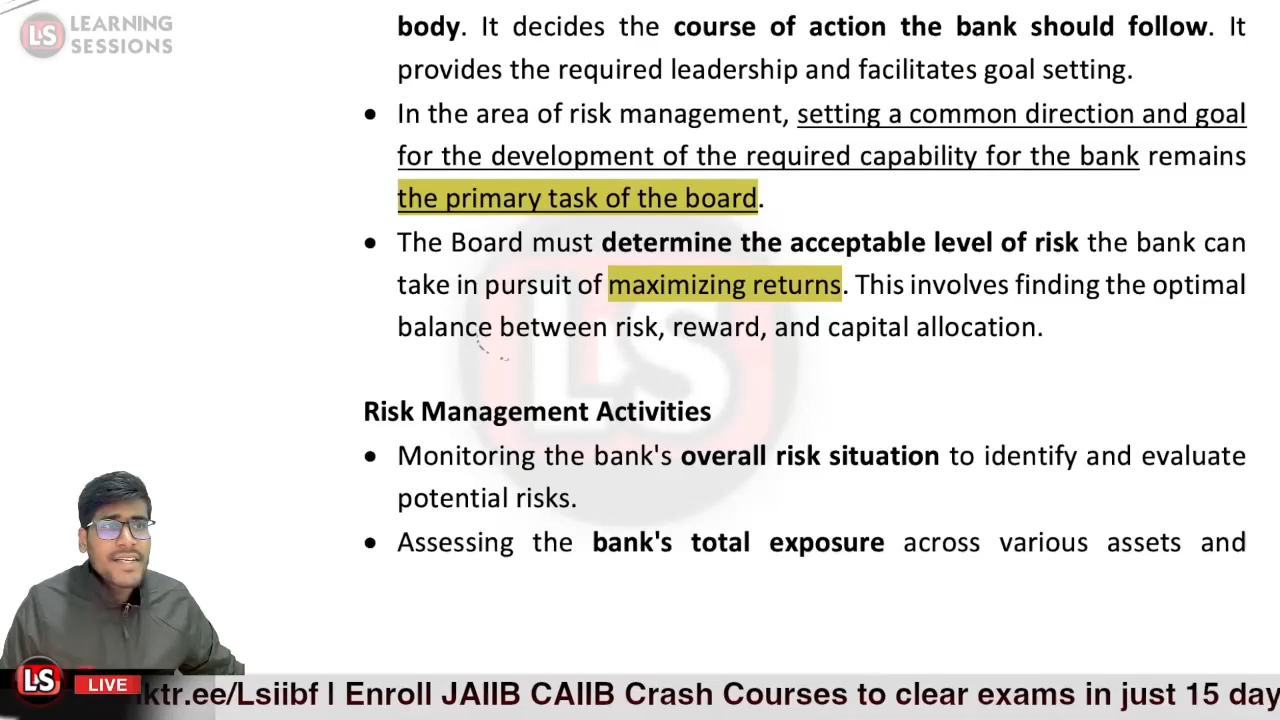 LS LEARNING
SESSIONS
body. It decides the course of action the bank should follow. It
provides the required leadership and facilitates goal setting.
• In the area of risk management, setting a common direction and goal
for the development of the required capability for the bank remains
the primary task of the board.
• The Board must determine the acceptable level of risk the bank can
take in pursuit of maximizing returns. This involves finding the optimal
balance between risk, reward, and capital allocation.
LS
Risk Management Activities
• Monitoring the bank's overall risk situation to identify and evaluate
potential risks.
• Assessing the bank's total exposure across various assets and
LS LIVE ktr.ee/Lsiibf | Enroll JAIIB CAIIB Crash Courses to clear exams in just 15 day